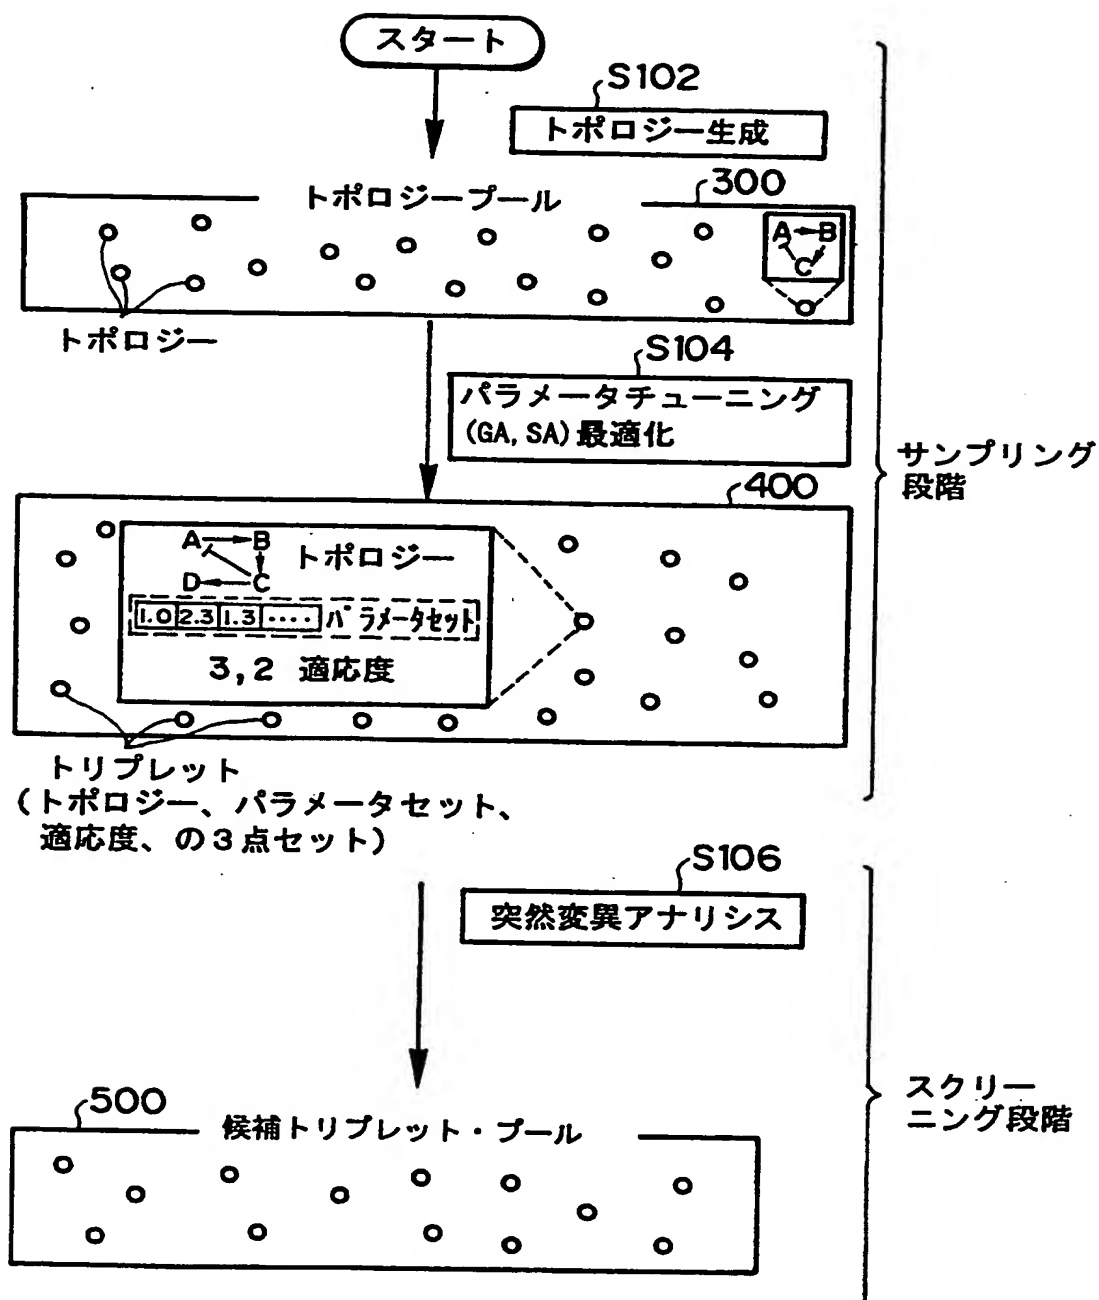 スタート
S102
トポロジー生成
トポロジープール
300
A B
C
トポロジー
S104
パラメータチューニング
(GA, SA) 最適化
サンプリング
段階
400
A B
トポロジー
D C
1.0 2.3 1.3 ････ パラメータセット
3,2 適応度
トリプレット
(トポロジー、パラメータセット、
適応度、の3点セット)
S106
突然変異アナリシス
スクリー
ニング段階
500
候補トリプレット・プール